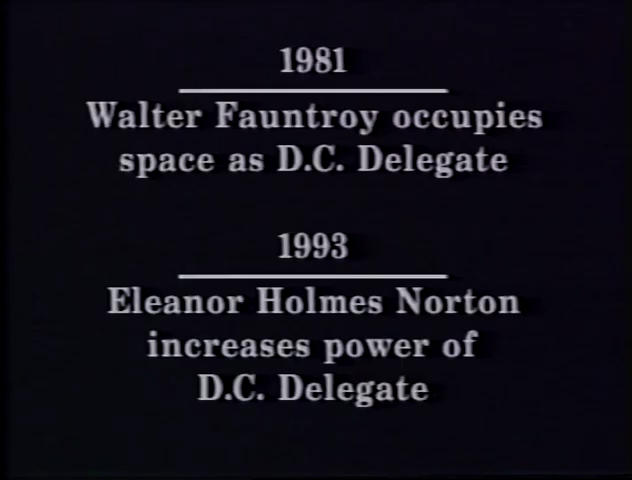 1981
Walter Fauntroy occupies
space as D.C. Delegate
1993
Eleanor Holmes Norton
increases power of
D.C. Delegate